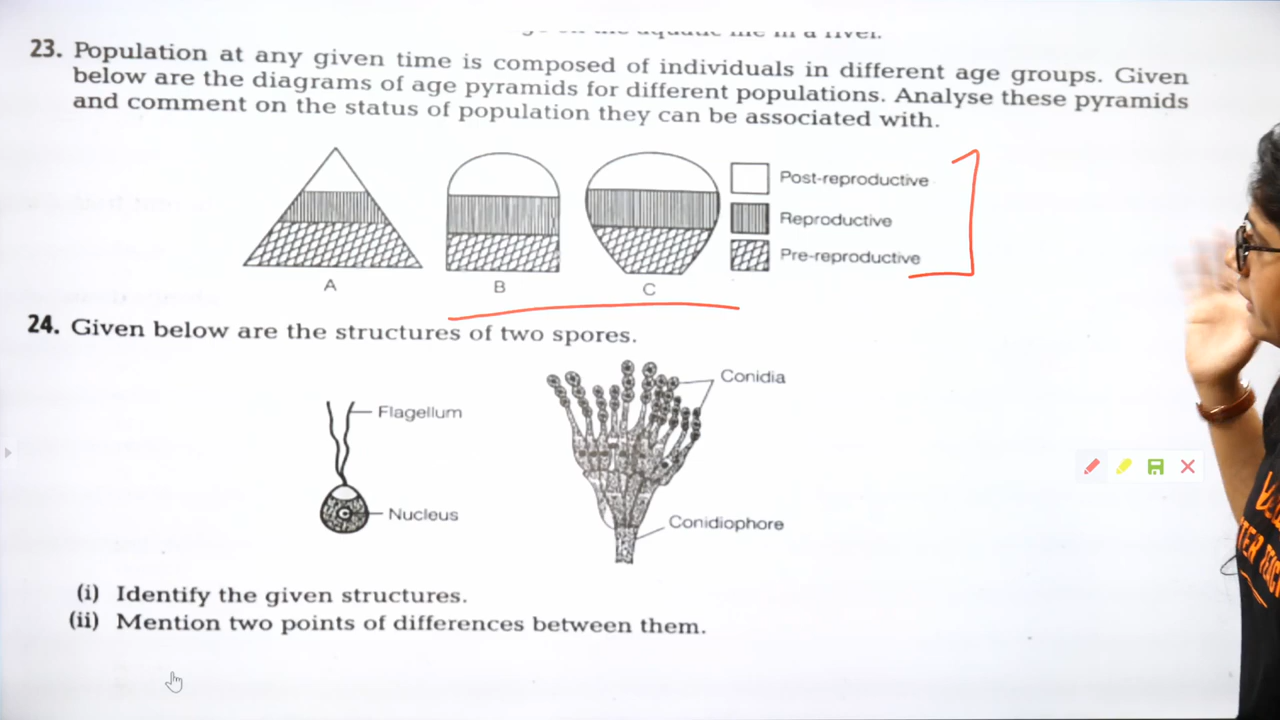 in a river.
23. Population at any given time is composed of individuals in different age groups. Given
below are the diagrams of age pyramids for different populations. Analyse these pyramids
and comment on the status of population they can be associated with.
Post-reproductive
Reproductive
Pre-reproductive
A
B
C
24. Given below are the structures of two spores.
Conidia
Flagellum
Nucleus
Conidiophore
(i) Identify the given structures.
(ii) Mention two points of differences between them.